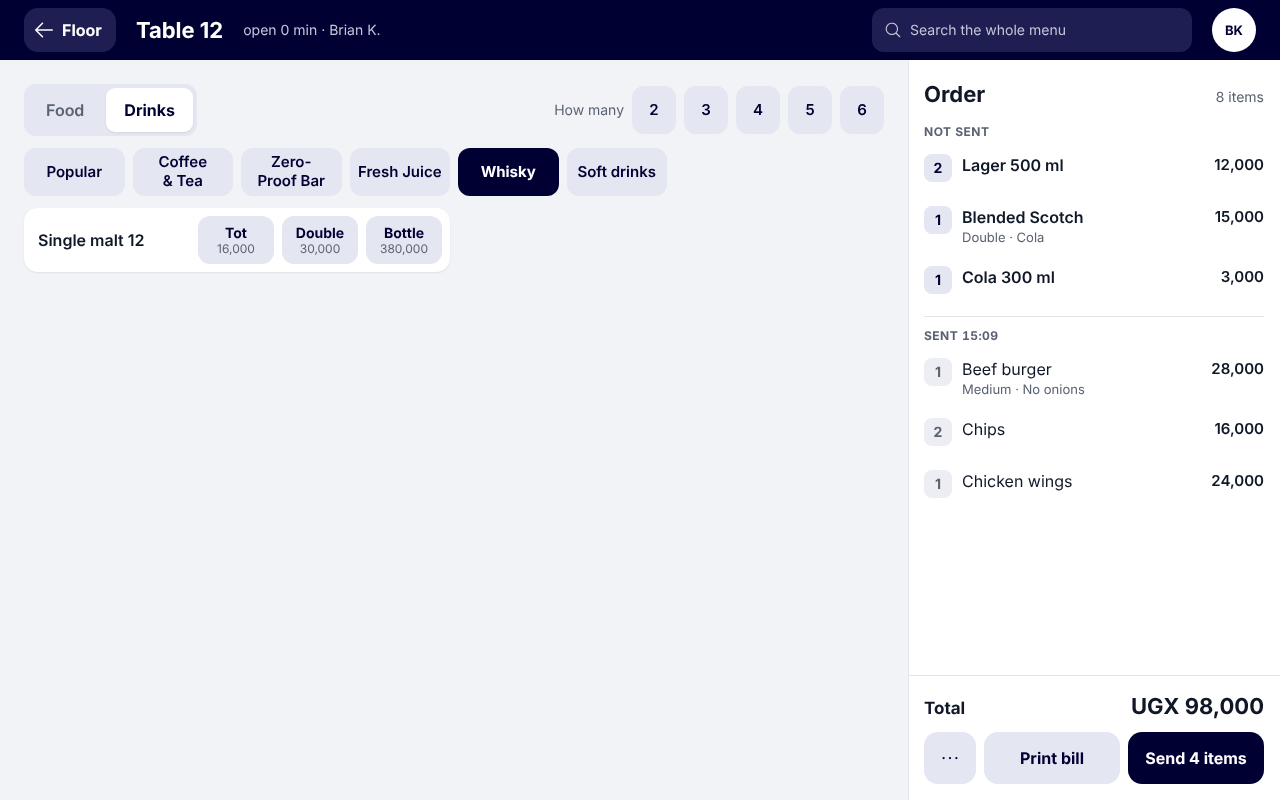 Floor
Table 12
open 0 min · Brian K.
Search the whole menu
BK
Food
Drinks
How many
2
3
4
5
6
Popular
Coffee
& Tea
Zero-
Proof Bar
Fresh Juice
Whisky
Soft drinks
Single malt 12
Tot
16,000
Double
30,000
Bottle
380,000
Order
8 items
NOT SENT
2 Lager 500 ml 12,000
1 Blended Scotch 15,000
Double · Cola
1 Cola 300 ml 3,000
SENT 15:09
1 Beef burger 28,000
Medium · No onions
2 Chips 16,000
1 Chicken wings 24,000
Total UGX 98,000
···
Print bill
Send 4 items